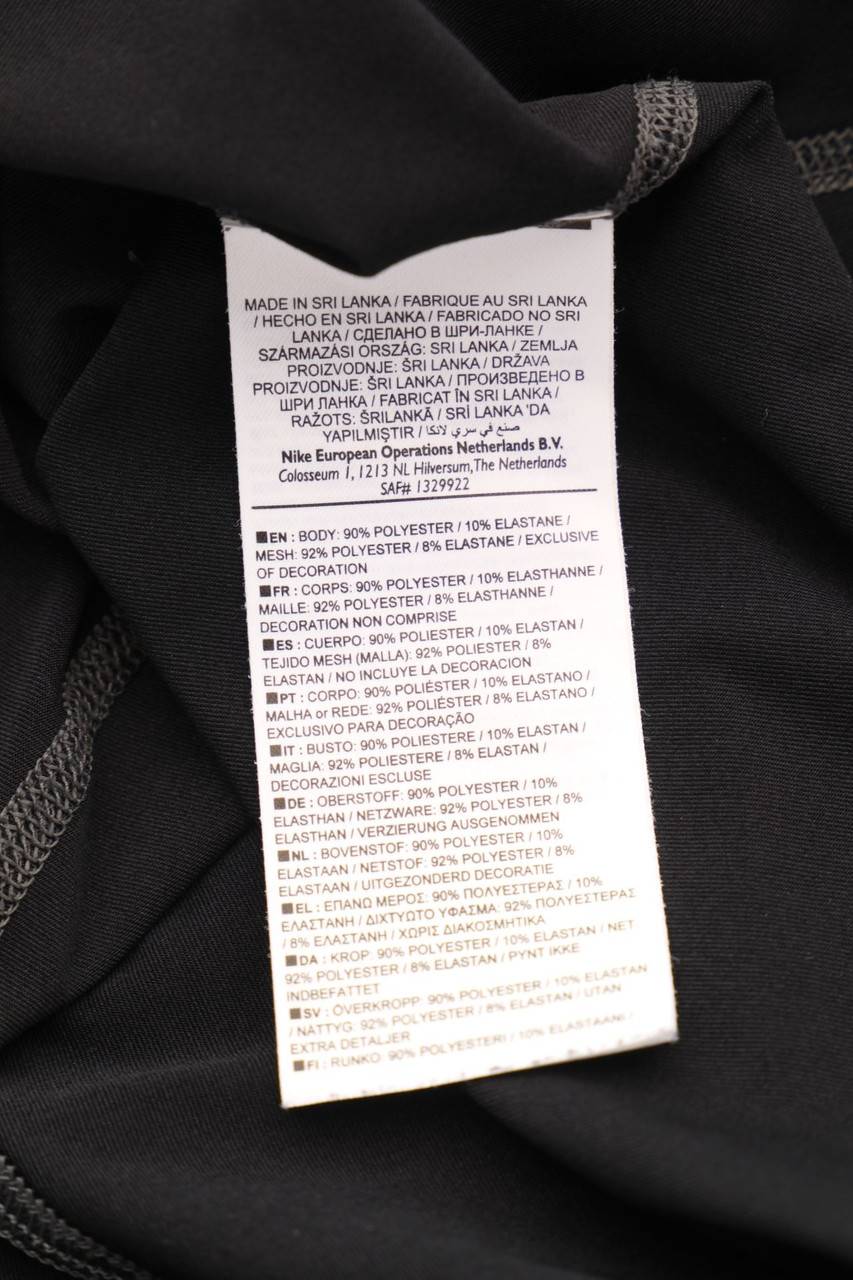 MADE IN SRI LANKA / FABRIQUE AU SRI LANKA
/ HECHO EN SRI LANKA / FABRICADO NO SRI
LANKA / СДЕЛАНО В ШРИ-ЛАНКЕ /
SZÁRMAZÁSI ORSZÁG: SRI LANKA / ZEMLJA
PROIZVODNJE: ŠRI LANKA / DRŽAVA
PROIZVODNJE: ŠRI LANKA / ПРОИЗВЕДЕНО В
ШРИ ЛАНКА / FABRICAT ÎN SRI LANKA /
RAŽOTS: ŠRILANKĀ / SRİ LANKA 'DA
YAPILMIŞTIR / صنع في سري لانكا
Nike European Operations Netherlands B.V.
Colosseum 1, 1213 NL Hilversum,The Netherlands
SAF# 1329922
EN : BODY: 90% POLYESTER / 10% ELASTANE /
MESH: 92% POLYESTER / 8% ELASTANE / EXCLUSIVE
OF DECORATION
FR : CORPS: 90% POLYESTER / 10% ELASTHANNE /
MAILLE: 92% POLYESTER / 8% ELASTHANNE /
DECORATION NON COMPRISE
ES : CUERPO: 90% POLIESTER / 10% ELASTAN /
TEJIDO MESH (MALLA): 92% POLIESTER / 8%
ELASTAN / NO INCLUYE LA DECORACION
PT : CORPO: 90% POLIÉSTER / 10% ELASTANO /
MALHA or REDE: 92% POLIÉSTER / 8% ELASTANO /
EXCLUSIVO PARA DECORAÇÃO
IT : BUSTO: 90% POLIESTERE / 10% ELASTAN /
MAGLIA: 92% POLIESTERE / 8% ELASTAN /
DECORAZIONI ESCLUSE
DE : OBERSTOFF: 90% POLYESTER / 10%
ELASTHAN / NETZWARE: 92% POLYESTER / 8%
ELASTHAN / VERZIERUNG AUSGENOMMEN
NL : BOVENSTOF: 90% POLYESTER / 10%
ELASTAAN / NETSTOF: 92% POLYESTER / 8%
ELASTAAN / UITGEZONDERD DECORATIE
EL : ΕΠΑΝΩ ΜΕΡΟΣ: 90% ΠΟΛΥΕΣΤΕΡΑΣ / 10%
ΕΛΑΣΤΑΝΗ / ΔΙΧΤΥΩΤΟ ΥΦΑΣΜΑ: 92% ΠΟΛΥΕΣΤΕΡΑΣ
/ 8% ΕΛΑΣΤΑΝΗ / ΧΩΡΙΣ ΔΙΑΚΟΣΜΗΤΙΚΑ
DA : KROP: 90% POLYESTER / 10% ELASTAN / NET
92% POLYESTER / 8% ELASTAN / PYNT IKKE
INDBEFATTET
SV : ÖVERKROPP: 90% POLYESTER / 10% ELASTAN
/ NÄTTYG: 92% POLYESTER / 8% ELASTAN / UTAN
EXTRA DETALJER
FI : RUNKO: 90% POLYESTERI / 10% ELASTAANI /